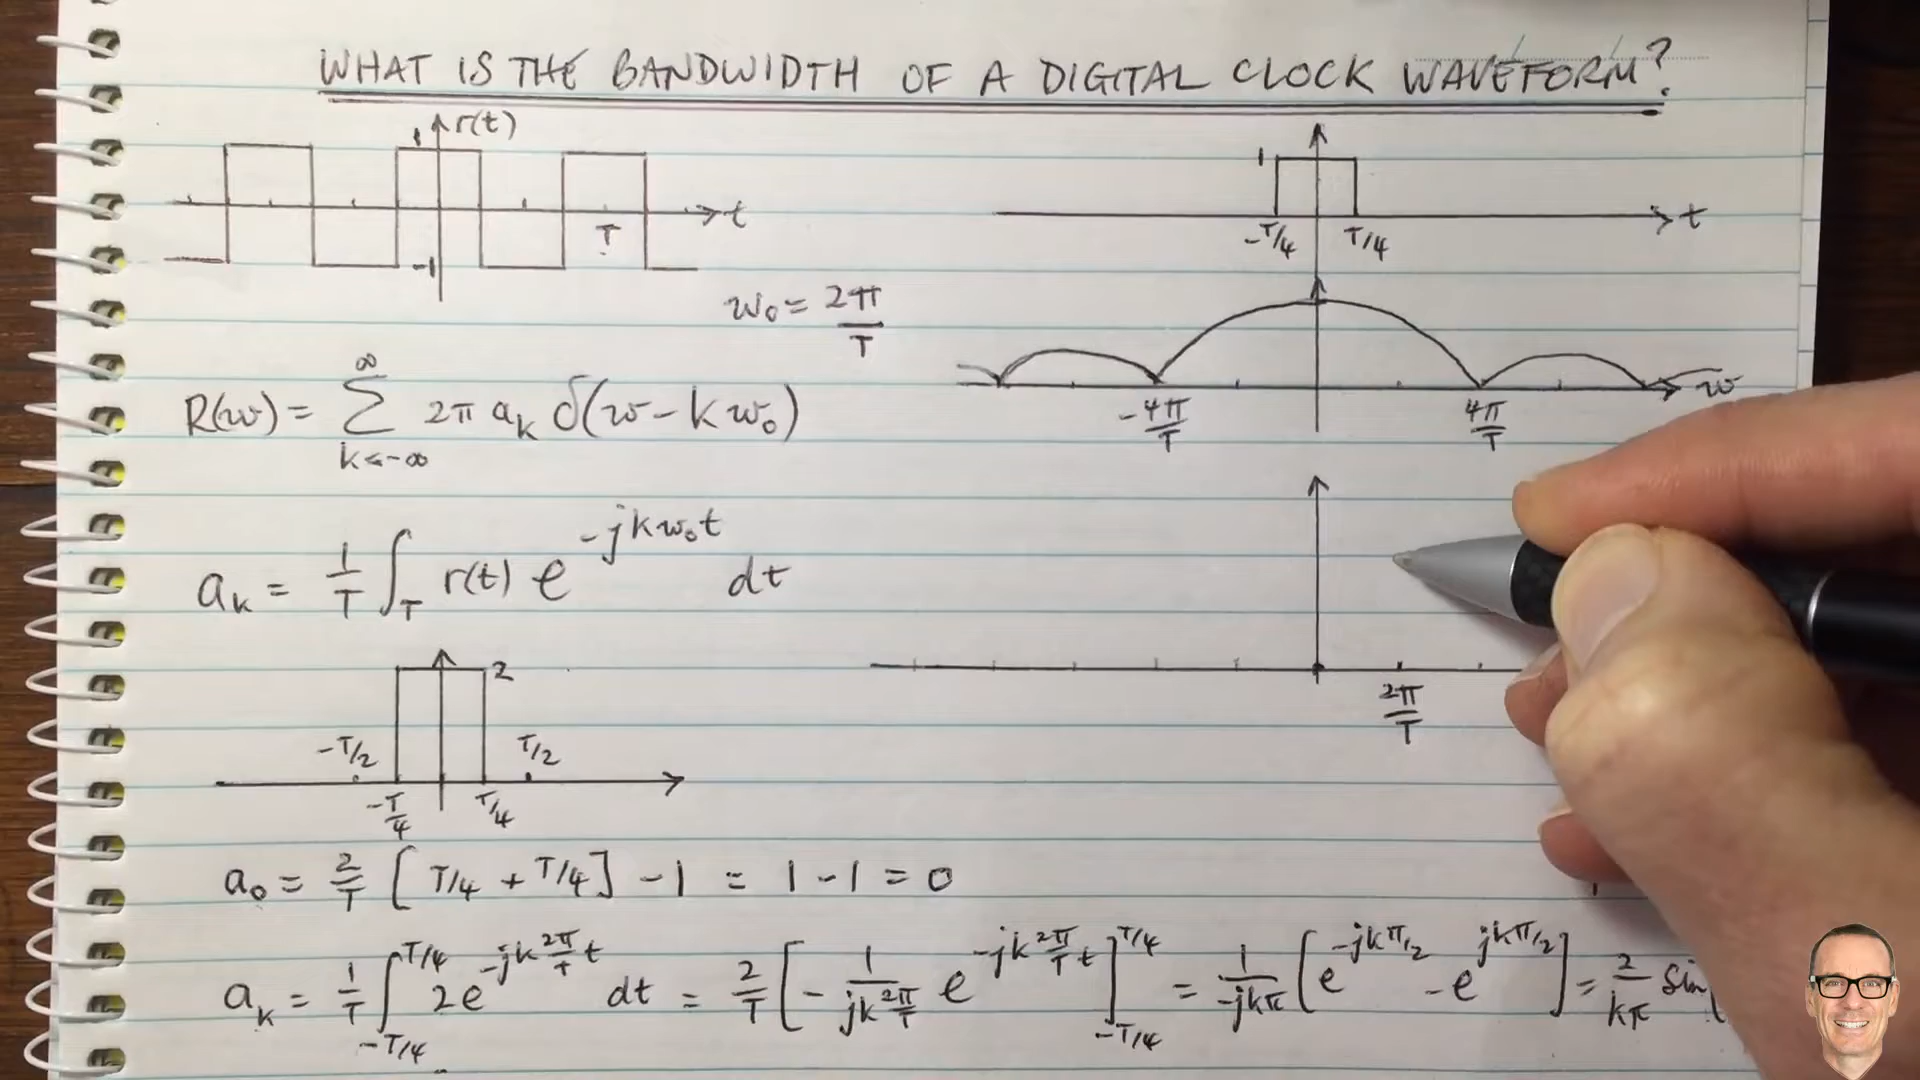 WHAT IS THE BANDWIDTH OF A DIGITAL CLOCK WAVEFORM?
1 r(t)
T
t
-1
1
-T/4 T/4
t
w₀ = 2π/T
-4π/T 4π/T
w
R(w) = ∑_{k=-∞}^{∞} 2π a_k δ(w - k w₀)
a_k = 1/T ∫_T r(t) e^{-jkw₀t} dt
2
-T/2 T/2
-T/4 T/4
2π/T
a₀ = 2/T [T/4 + T/4] - 1 = 1 - 1 = 0
a_k = 1/T ∫_{-T/4}^{T/4} 2e^{-jk 2π/T t} dt = 2/T [- 1/(jk 2π/T) e^{-jk 2π/T t}]_{-T/4}^{T/4} = 1/(-jkπ) [e^{-jkπ/2} - e^{jkπ/2}] = 2/(kπ) Sin(